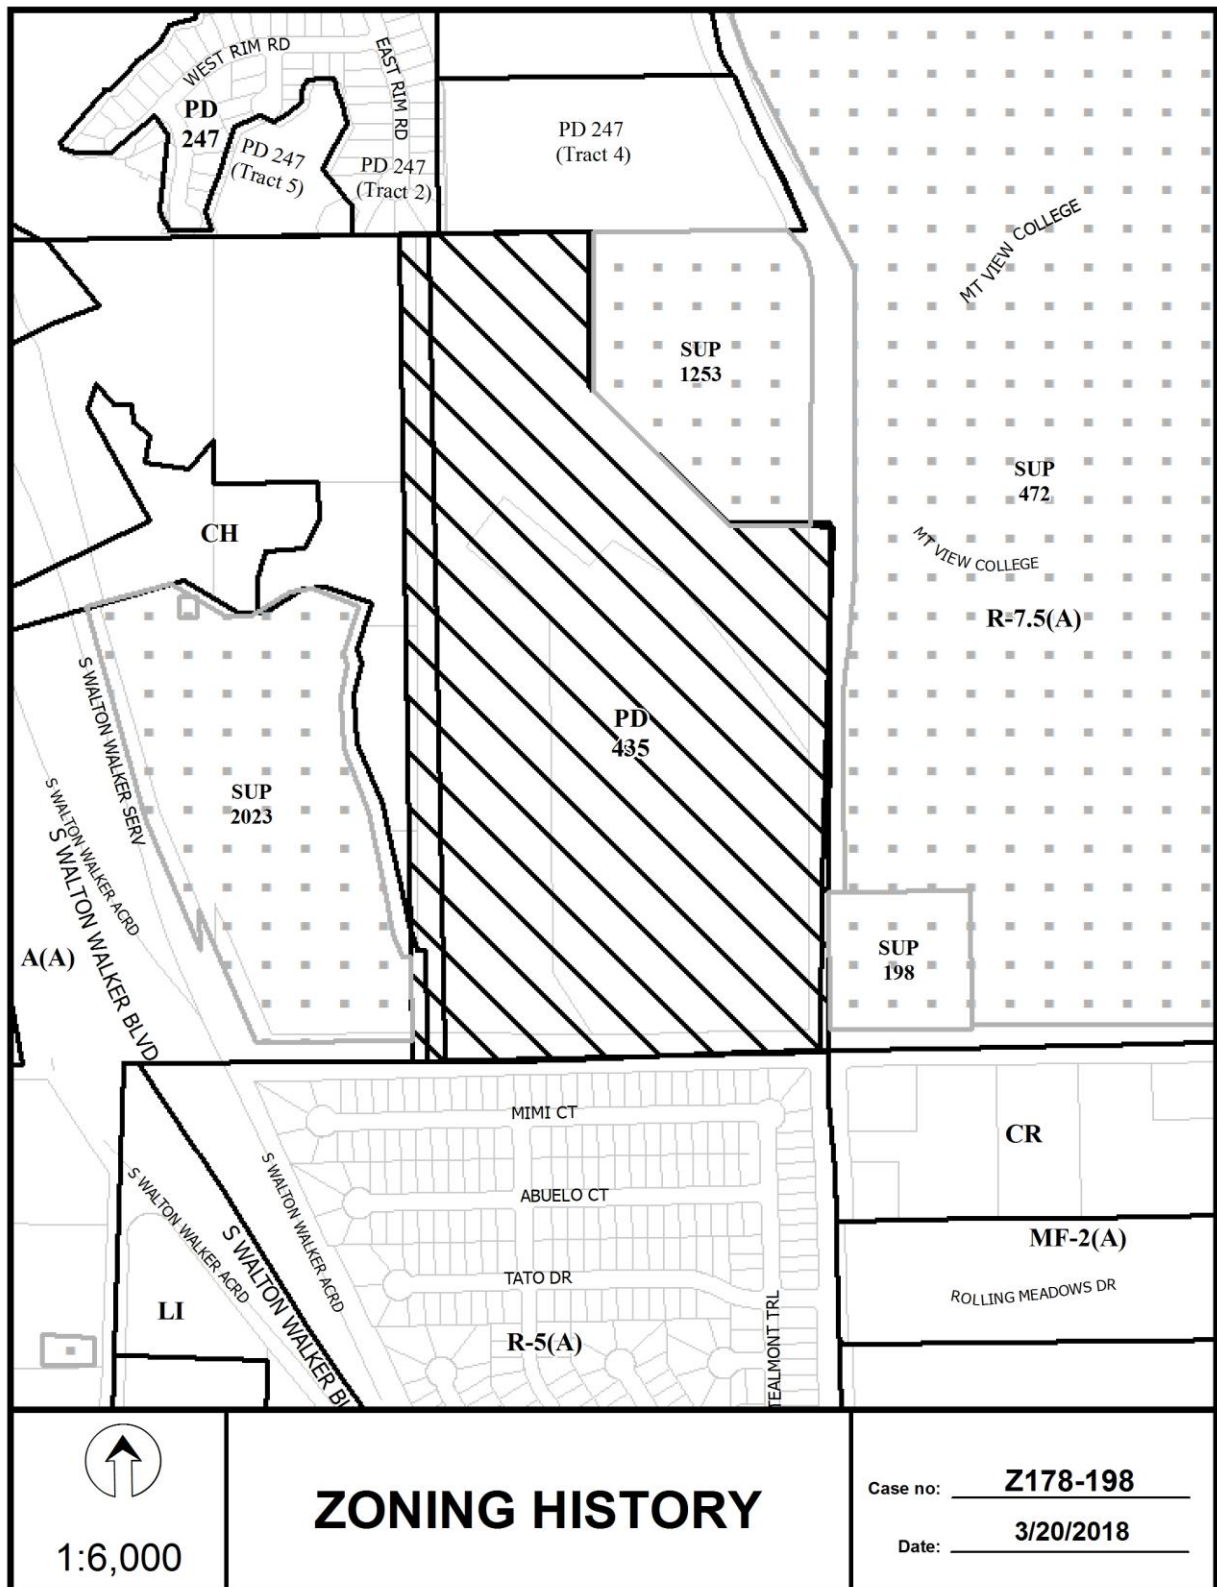 WEST RIM RD
EAST RIM RD
PD
247
PD 247
(Tract 5)
PD 247
(Tract 2)
PD 247
(Tract 4)
MT VIEW COLLEGE
SUP
1253
SUP
472
CH
MT VIEW COLLEGE
R-7.5(A)
S WALTON WALKER SERV
PD
435
SUP
2023
S WALTON WALKER ACRD
S WALTON WALKER BLVD
A(A)
SUP
198
MIMI CT
CR
ABUELO CT
S WALTON WALKER ACRD
S WALTON WALKER ACRD
S WALTON WALKER BL
MF-2(A)
TATO DR
ROLLING MEADOWS DR
LI
R-5(A)
TEALMONT TRL
1:6,000
ZONING HISTORY
Case no: Z178-198
Date: 3/20/2018